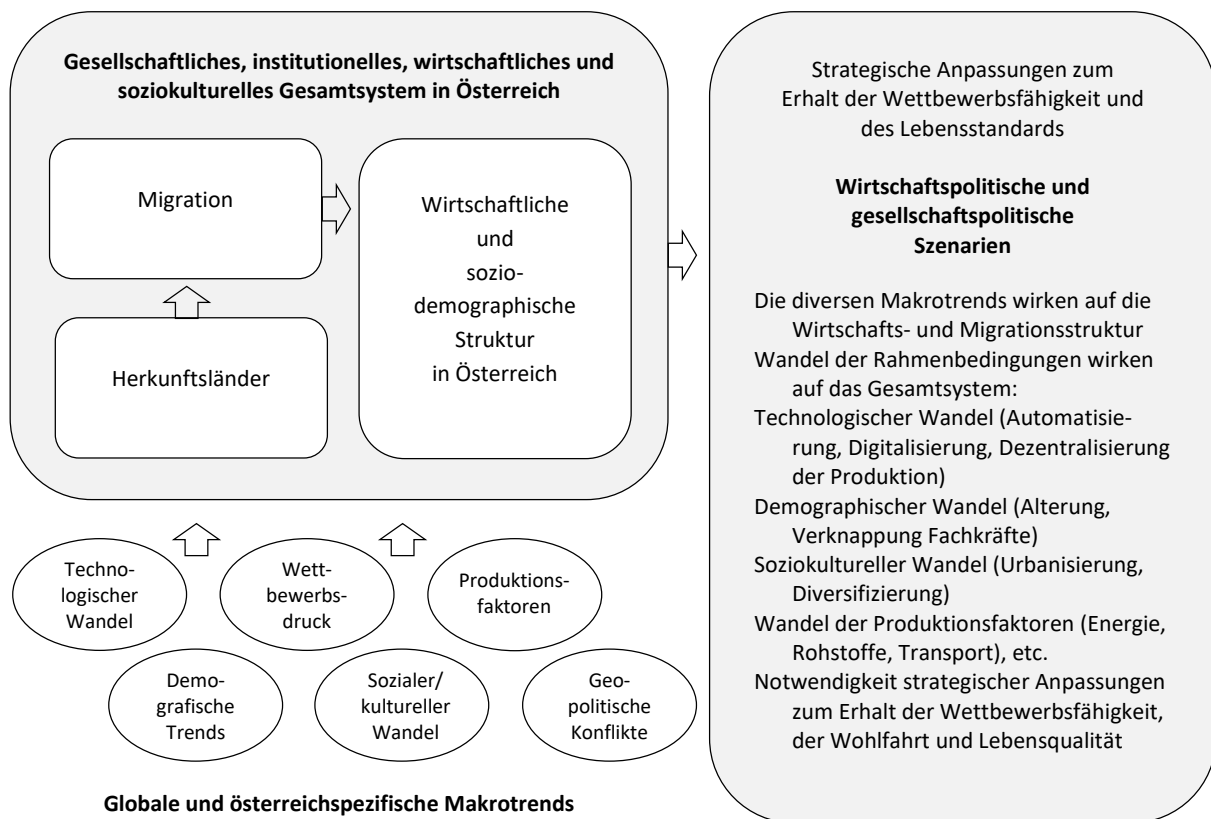 Gesellschaftliches, institutionelles, wirtschaftliches und
soziokulturelles Gesamtsystem in Österreich
Migration
Herkunftsländer
Wirtschaftliche
und
sozio-
demographische
Struktur
in Österreich
Techno-
logischer
Wandel
Wett-
bewerbs-
druck
Produktions-
faktoren
Demo-
grafische
Trends
Sozialer/
kultureller
Wandel
Geo-
politische
Konflikte
Globale und österreichspezifische Makrotrends
Strategische Anpassungen zum
Erhalt der Wettbewerbsfähigkeit und
des Lebensstandards
Wirtschaftspolitische und
gesellschaftspolitische
Szenarien
Die diversen Makrotrends wirken auf die
Wirtschafts- und Migrationsstruktur
Wandel der Rahmenbedingungen wirken
auf das Gesamtsystem:
Technologischer Wandel (Automatisie-
rung, Digitalisierung, Dezentralisierung
der Produktion)
Demographischer Wandel (Alterung,
Verknappung Fachkräfte)
Soziokultureller Wandel (Urbanisierung,
Diversifizierung)
Wandel der Produktionsfaktoren (Energie,
Rohstoffe, Transport), etc.
Notwendigkeit strategischer Anpassungen
zum Erhalt der Wettbewerbsfähigkeit,
der Wohlfahrt und Lebensqualität